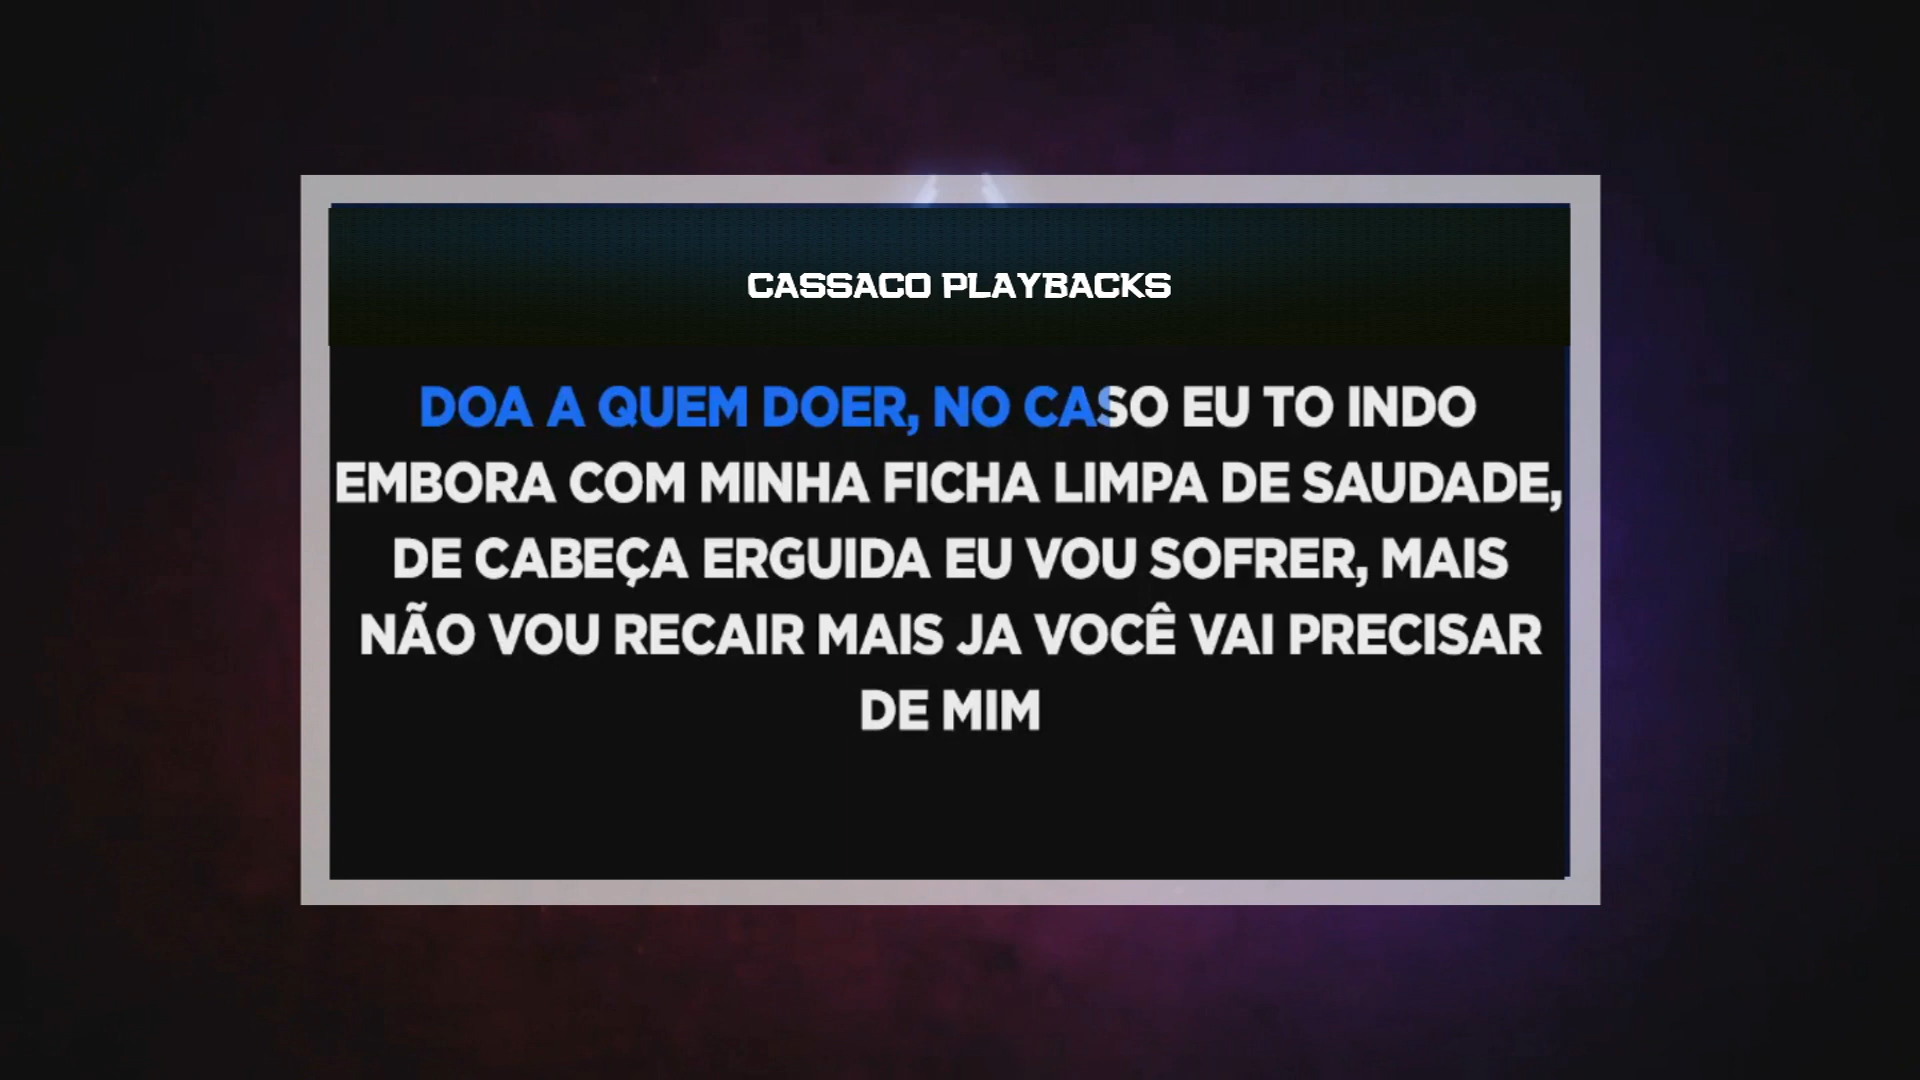 CASSACO PLAYBACKS
DOA A QUEM DOER, NO CASO EU TO INDO
EMBORA COM MINHA FICHA LIMPA DE SAUDADE,
DE CABEÇA ERGUIDA EU VOU SOFRER, MAIS
NÃO VOU RECAIR MAIS JA VOCÊ VAI PRECISAR
DE MIM